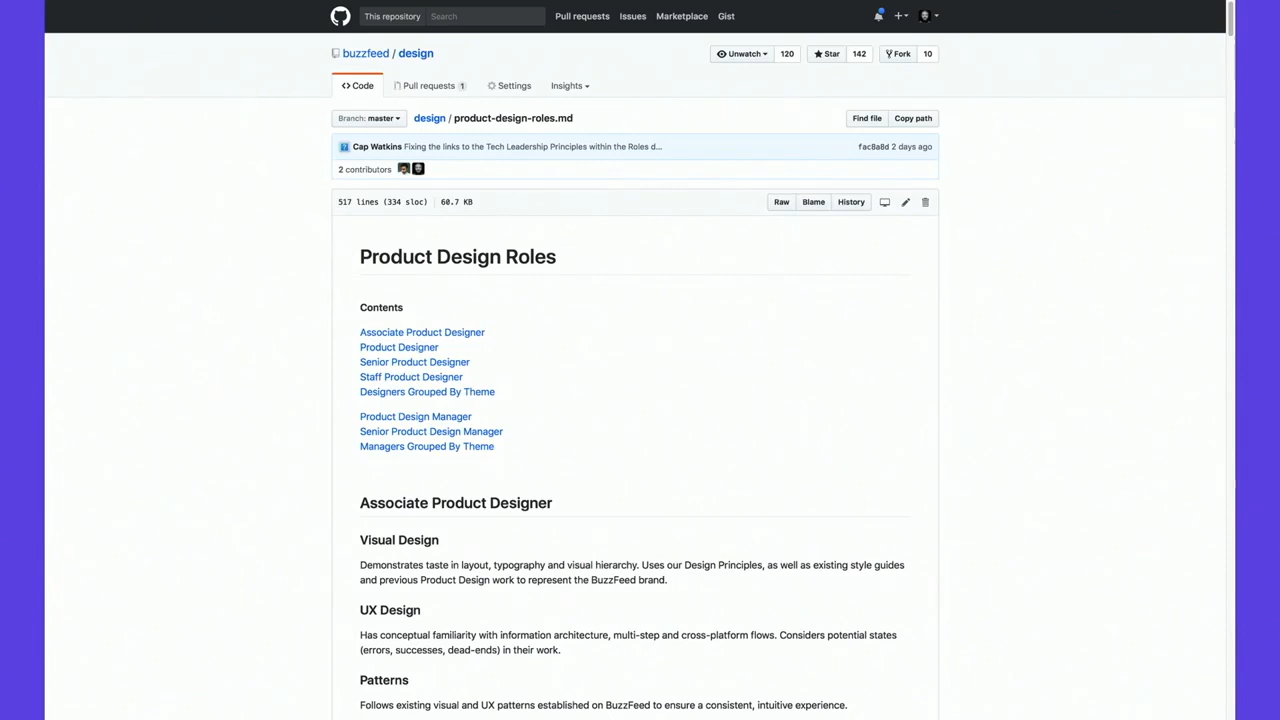 This repository Search Pull requests Issues Marketplace Gist
buzzfeed / design Unwatch 120 Star 142 Fork 10
Code Pull requests 1 Settings Insights
Branch: master design / product-design-roles.md Find file Copy path
Cap Watkins Fixing the links to the Tech Leadership Principles within the Roles d... fac8a8d 2 days ago
2 contributors
517 lines (334 sloc) 60.7 KB Raw Blame History
Product Design Roles
Contents
Associate Product Designer
Product Designer
Senior Product Designer
Staff Product Designer
Designers Grouped By Theme
Product Design Manager
Senior Product Design Manager
Managers Grouped By Theme
Associate Product Designer
Visual Design
Demonstrates taste in layout, typography and visual hierarchy. Uses our Design Principles, as well as existing style guides
and previous Product Design work to represent the BuzzFeed brand.
UX Design
Has conceptual familiarity with information architecture, multi-step and cross-platform flows. Considers potential states
(errors, successes, dead-ends) in their work.
Patterns
Follows existing visual and UX patterns established on BuzzFeed to ensure a consistent, intuitive experience.